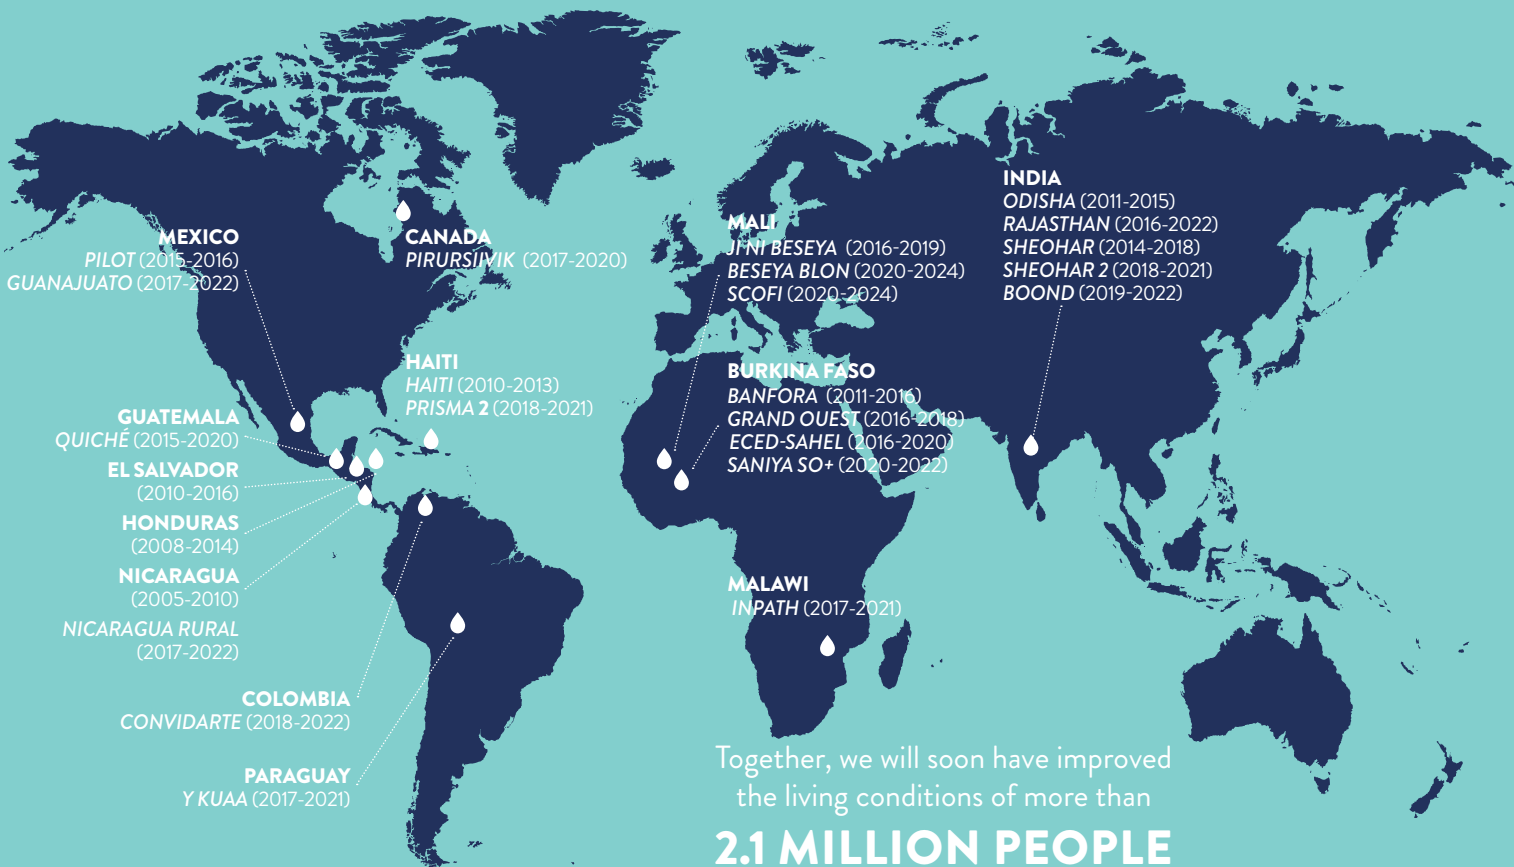 MEXICO
PILOT (2015-2016)
GUANAJUATO (2017-2022)
CANADA
PIRURSIIVIK (2017-2020)
HAITI
HAITI (2010-2013)
PRISMA 2 (2018-2021)
GUATEMALA
QUICHÉ (2015-2020)
EL SALVADOR
(2010-2016)
HONDURAS
(2008-2014)
NICARAGUA
(2005-2010)
NICARAGUA RURAL
(2017-2022)
COLOMBIA
CONVIDARTE (2018-2022)
PARAGUAY
Y KUAA (2017-2021)
MALI
JI NI BESEYA (2016-2019)
BESEYA BLON (2020-2024)
SCOFI (2020-2024)
BURKINA FASO
BANFORA (2011-2016)
GRAND OUEST (2016-2018)
ECED-SAHEL (2016-2020)
SANIYA SO+ (2020-2022)
MALAWI
INPATH (2017-2021)
INDIA
ODISHA (2011-2015)
RAJASTHAN (2016-2022)
SHEOHAR (2014-2018)
SHEOHAR 2 (2018-2021)
BOOND (2019-2022)
Together, we will soon have improved
the living conditions of more than
2.1 MILLION PEOPLE